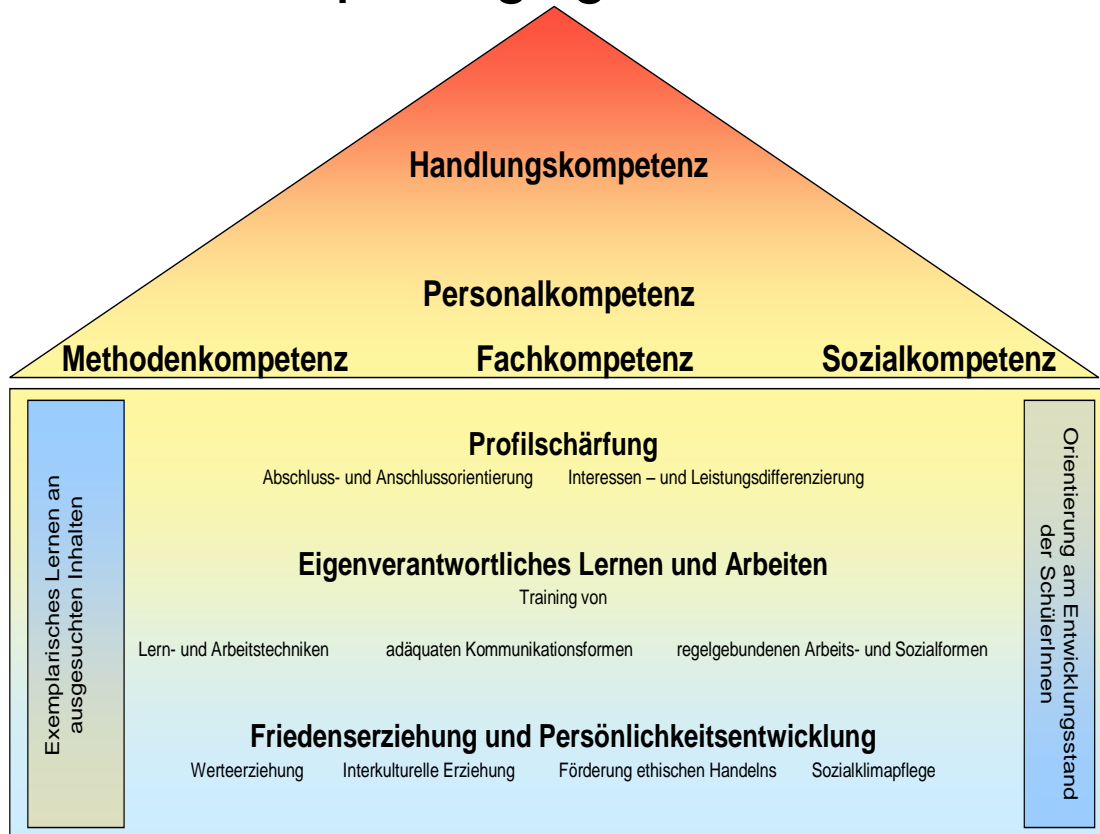 Handlungskompetenz
Personalkompetenz
Methodenkompetenz Fachkompetenz Sozialkompetenz
Exemplarisches Lernen an
ausgesuchten Inhalten
Profilschärfung
Abschluss- und Anschlussorientierung Interessen – und Leistungsdifferenzierung
Eigenverantwortliches Lernen und Arbeiten
Training von
Lern- und Arbeitstechniken adäquaten Kommunikationsformen regelgebundenen Arbeits- und Sozialformen
Friedenserziehung und Persönlichkeitsentwicklung
Werteerziehung Interkulturelle Erziehung Förderung ethischen Handelns Sozialklimapflege
Orientierung am Entwicklungsstand
der SchülerInnen